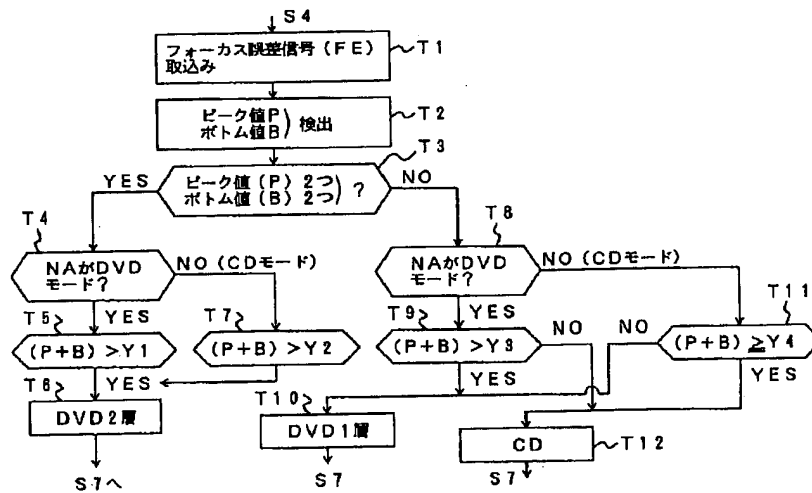 S4
フォーカス誤差信号(FE)
取込み
T1
ピーク値P
ボトム値B) 検出
T2
T3
YES
ピーク値(P)2つ
ボトム値(B)2つ) ?
NO
T4
T8
NAがDVD
モード?
NO(CDモード)
NAがDVD
モード?
NO(CDモード)
T11
T5
YES
T7
T9
YES
NO
NO
(P+B)>Y1
(P+B)>Y2
(P+B)>Y3
(P+B)≧Y4
T6
YES
YES
YES
DVD2層
T10
DVD1層
CD
T12
S7へ
S7
S7